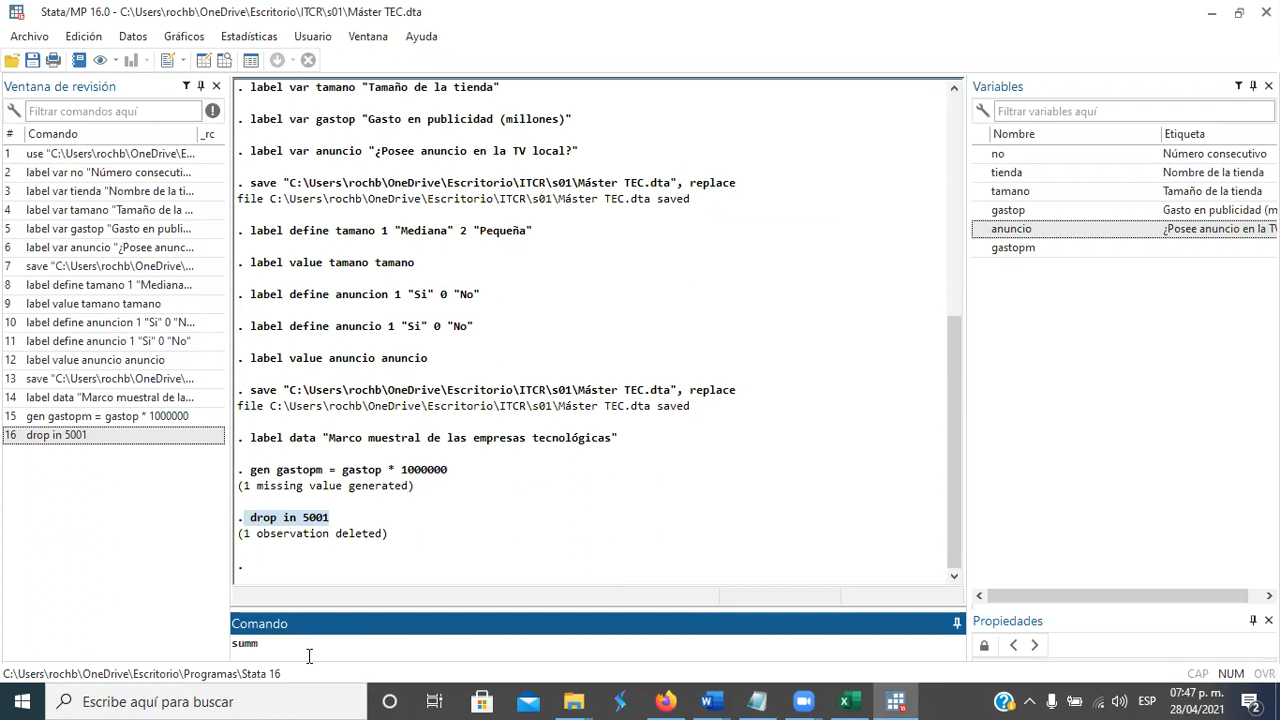 Stata/MP 16.0 - C:\Users\rochb\OneDrive\Escritorio\ITCR\s01\Máster TEC.dta
Archivo Edición Datos Gráficos Estadísticas Usuario Ventana Ayuda
Ventana de revisión
Filtrar comandos aquí
# Comando _rc
1 use "C:\Users\rochb\OneDrive\E...
2 label var no "Número consecuti...
3 label var tienda "Nombre de la ti...
4 label var tamano "Tamaño de la ...
5 label var gastop "Gasto en publi...
6 label var anuncio "¿Posee anunc...
7 save "C:\Users\rochb\OneDrive\...
8 label define tamano 1 "Mediana...
9 label value tamano tamano
10 label define anuncion 1 "Si" 0 "N...
11 label define anuncio 1 "Si" 0 "No"
12 label value anuncio anuncio
13 save "C:\Users\rochb\OneDrive\...
14 label data "Marco muestral de la...
15 gen gastopm = gastop * 1000000
16 drop in 5001
. label var tamano "Tamaño de la tienda"
. label var gastop "Gasto en publicidad (millones)"
. label var anuncio "¿Posee anuncio en la TV local?"
. save "C:\Users\rochb\OneDrive\Escritorio\ITCR\s01\Máster TEC.dta", replace
file C:\Users\rochb\OneDrive\Escritorio\ITCR\s01\Máster TEC.dta saved
. label define tamano 1 "Mediana" 2 "Pequeña"
. label value tamano tamano
. label define anuncion 1 "Si" 0 "No"
. label define anuncio 1 "Si" 0 "No"
. label value anuncio anuncio
. save "C:\Users\rochb\OneDrive\Escritorio\ITCR\s01\Máster TEC.dta", replace
file C:\Users\rochb\OneDrive\Escritorio\ITCR\s01\Máster TEC.dta saved
. label data "Marco muestral de las empresas tecnológicas"
. gen gastopm = gastop * 1000000
(1 missing value generated)
. drop in 5001
(1 observation deleted)
.
Comando
summ
Variables
Filtrar variables aquí
Nombre Etiqueta
no Número consecutivo
tienda Nombre de la tienda
tamano Tamaño de la tienda
gastop Gasto en publicidad (m
anuncio ¿Posee anuncio en la TV
gastopm
Propiedades
C:\Users\rochb\OneDrive\Escritorio\Programas\Stata 16
CAP NUM OVR
Escribe aquí para buscar
ESP
07:47 p. m.
28/04/2021
2